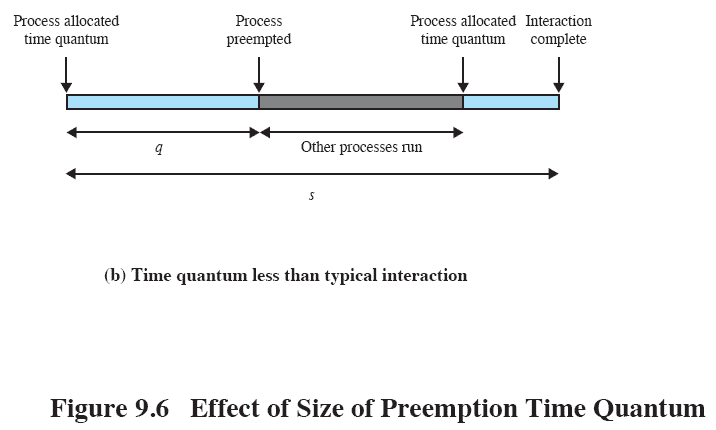 Process allocated
time quantum
Process
preempted
Process allocated
time quantum
Interaction
complete
q
Other processes run
s
(b) Time quantum less than typical interaction
Figure 9.6 Effect of Size of Preemption Time Quantum